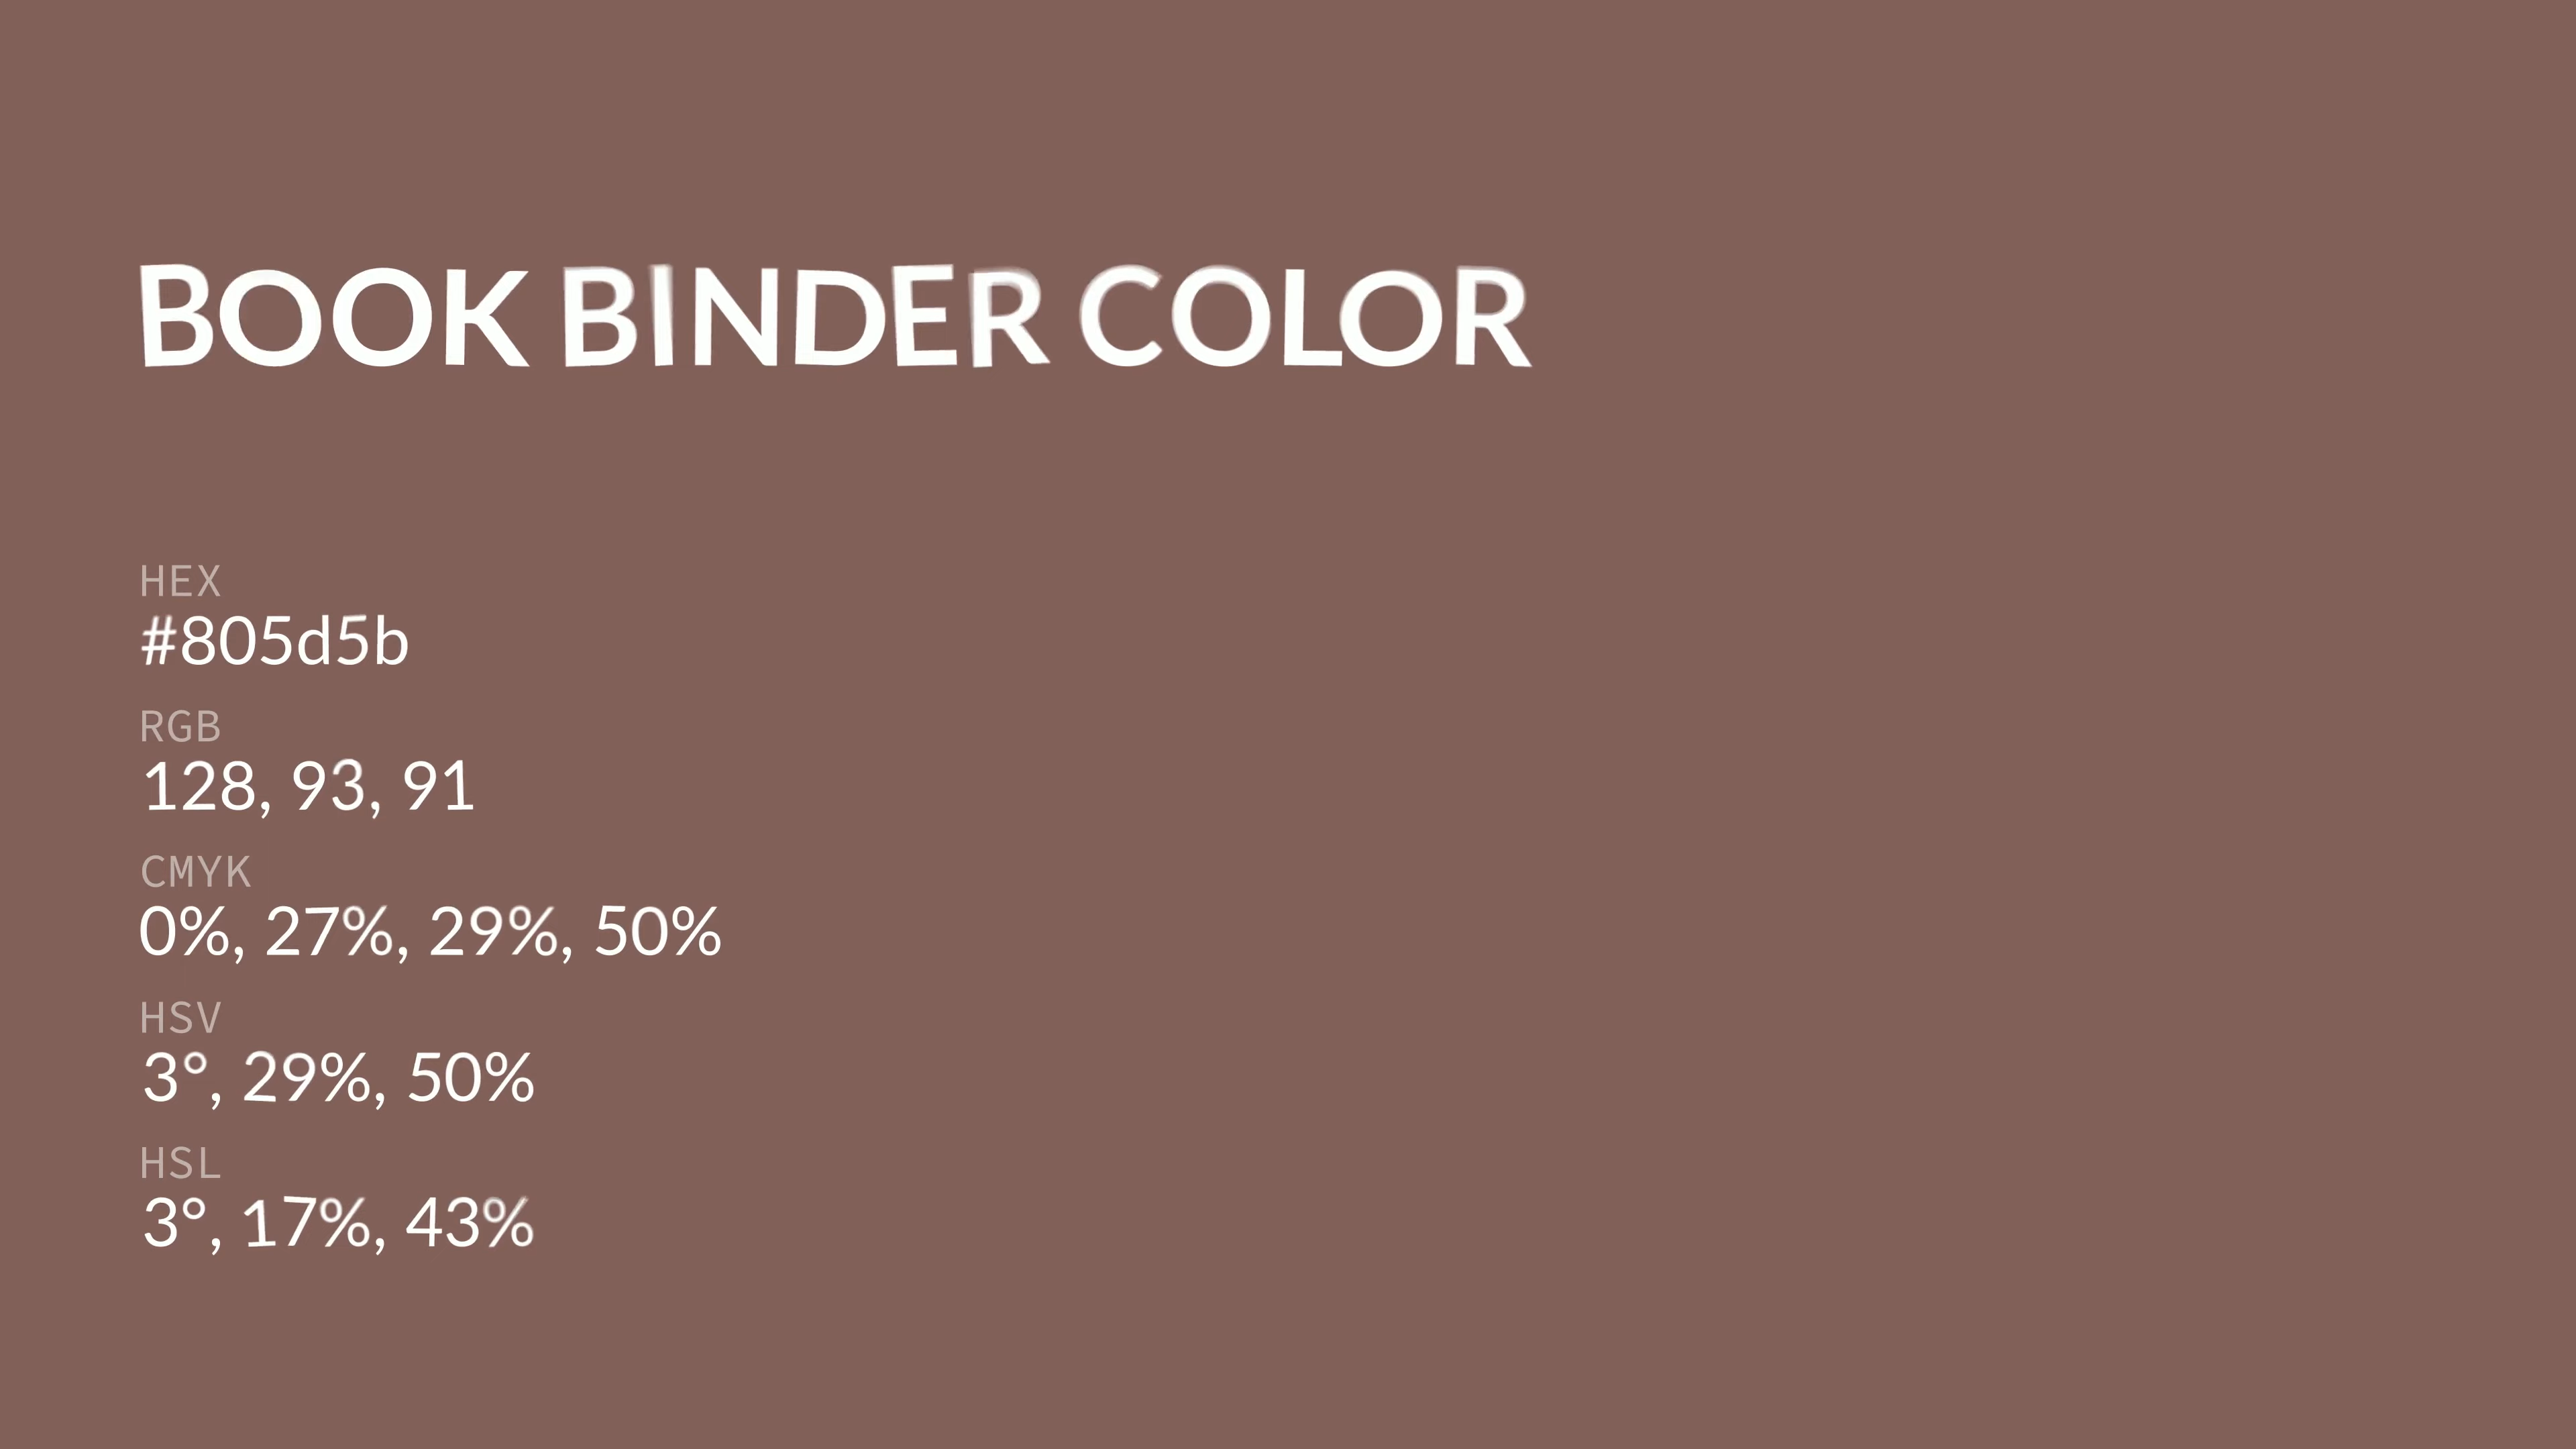 BOOK BINDER COLOR
HEX
#805d5b
RGB
128, 93, 91
CMYK
0%, 27%, 29%, 50%
HSV
3°, 29%, 50%
HSL
3°, 17%, 43%